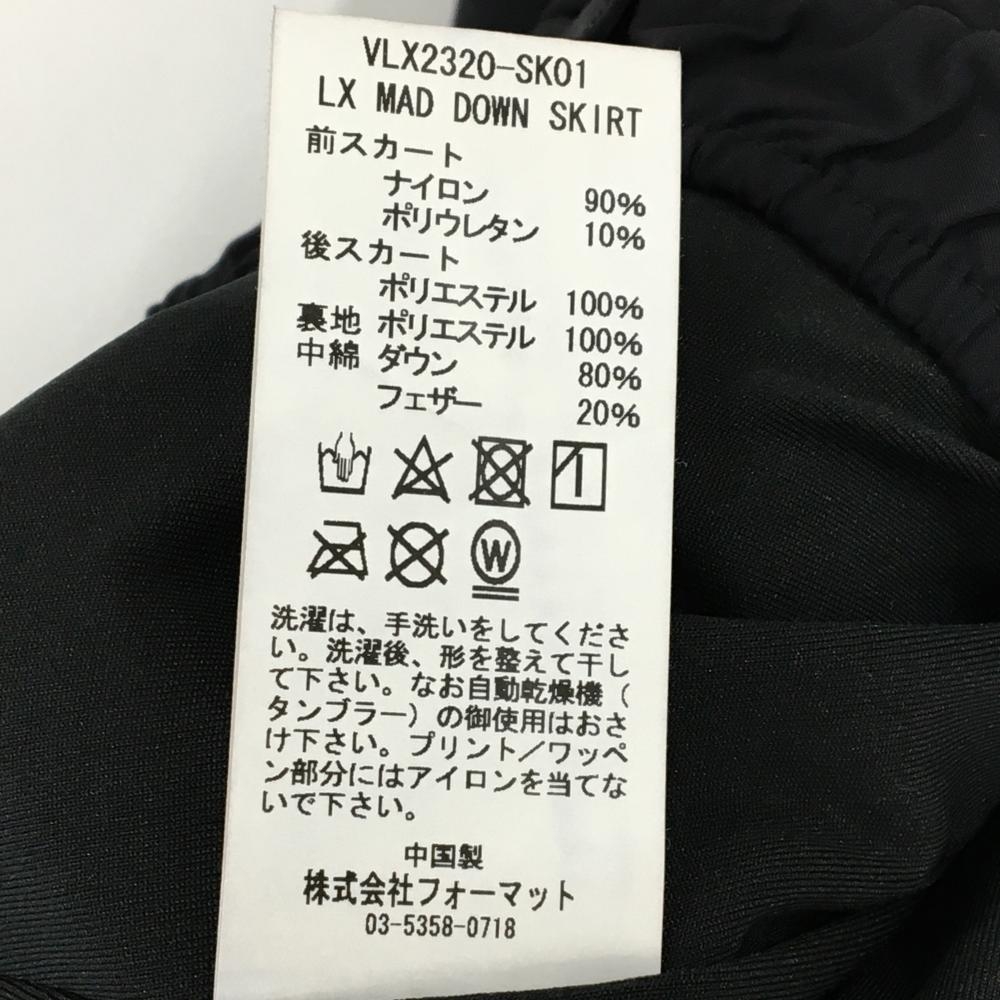 VLX2320-SK01
LX MAD DOWN SKIRT
前スカート
ナイロン 90%
ポリウレタン 10%
後スカート
ポリエステル 100%
裏地 ポリエステル 100%
中綿 ダウン 80%
フェザー 20%
W
洗濯は、手洗いをしてくださ
い。洗濯後、形を整えて干し
て下さい。なお自動乾燥機（
タンブラー）の御使用はおさ
け下さい。プリント／ワッペ
ン部分にはアイロンを当てな
いで下さい。
中国製
株式会社フォーマット
03-5358-0718